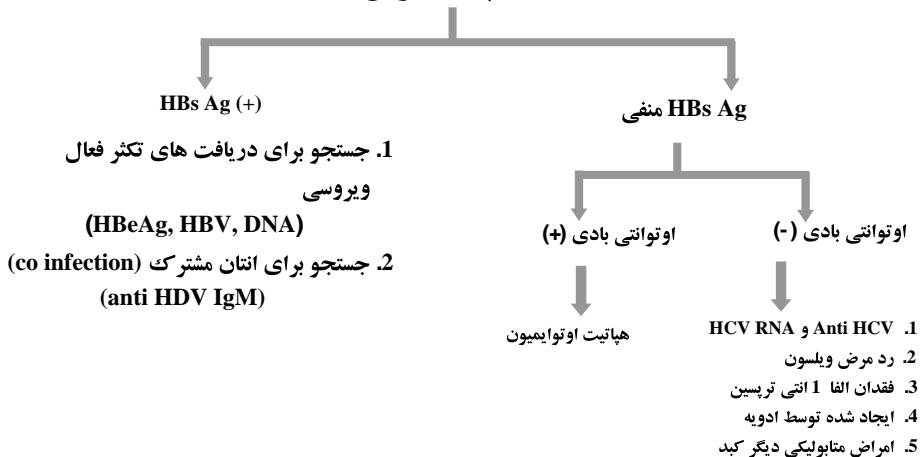 HBs Ag (+)
1. جستجو برای دریافت های تکثر فعال
ویروسی
(HBeAg, HBV, DNA)
2. جستجو برای انتان مشترک (co infection)
(anti HDV IgM)
HBs Ag منفی
اوتوانتی بادی (+)
هپاتیت اوتوایمیون
اوتوانتی بادی (-)
1. Anti HCV و HCV RNA
2. رد مرض ویلسون
3. فقدان الفا 1 انتی ترپسین
4. ایجاد شده توسط ادویه
5. امراض متابولیکی دیگر کبد